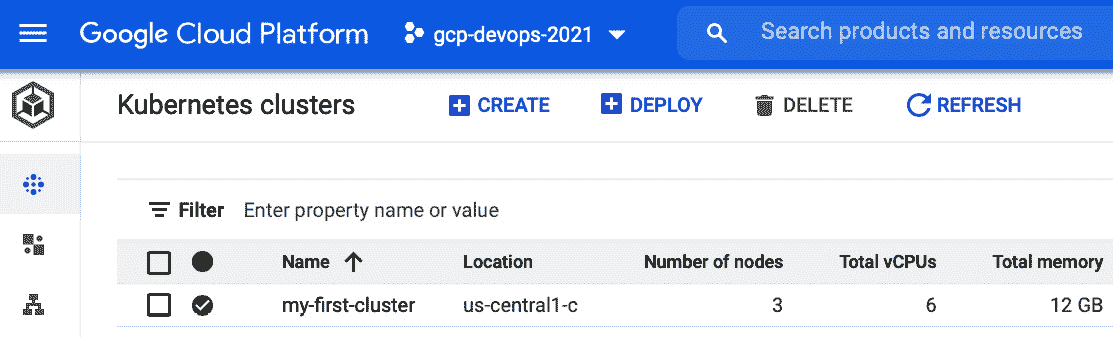 Google Cloud Platform gcp-devops-2021 Search products and resources
Kubernetes clusters CREATE DEPLOY DELETE REFRESH
Filter Enter property name or value
Name Location Number of nodes Total vCPUs Total memory
my-first-cluster us-central1-c 3 6 12 GB